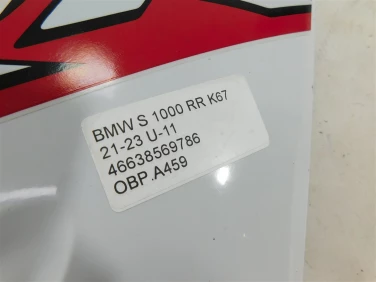 BMW S 1000 RR K67
21-23 U-11
46638569786
OBP.A459